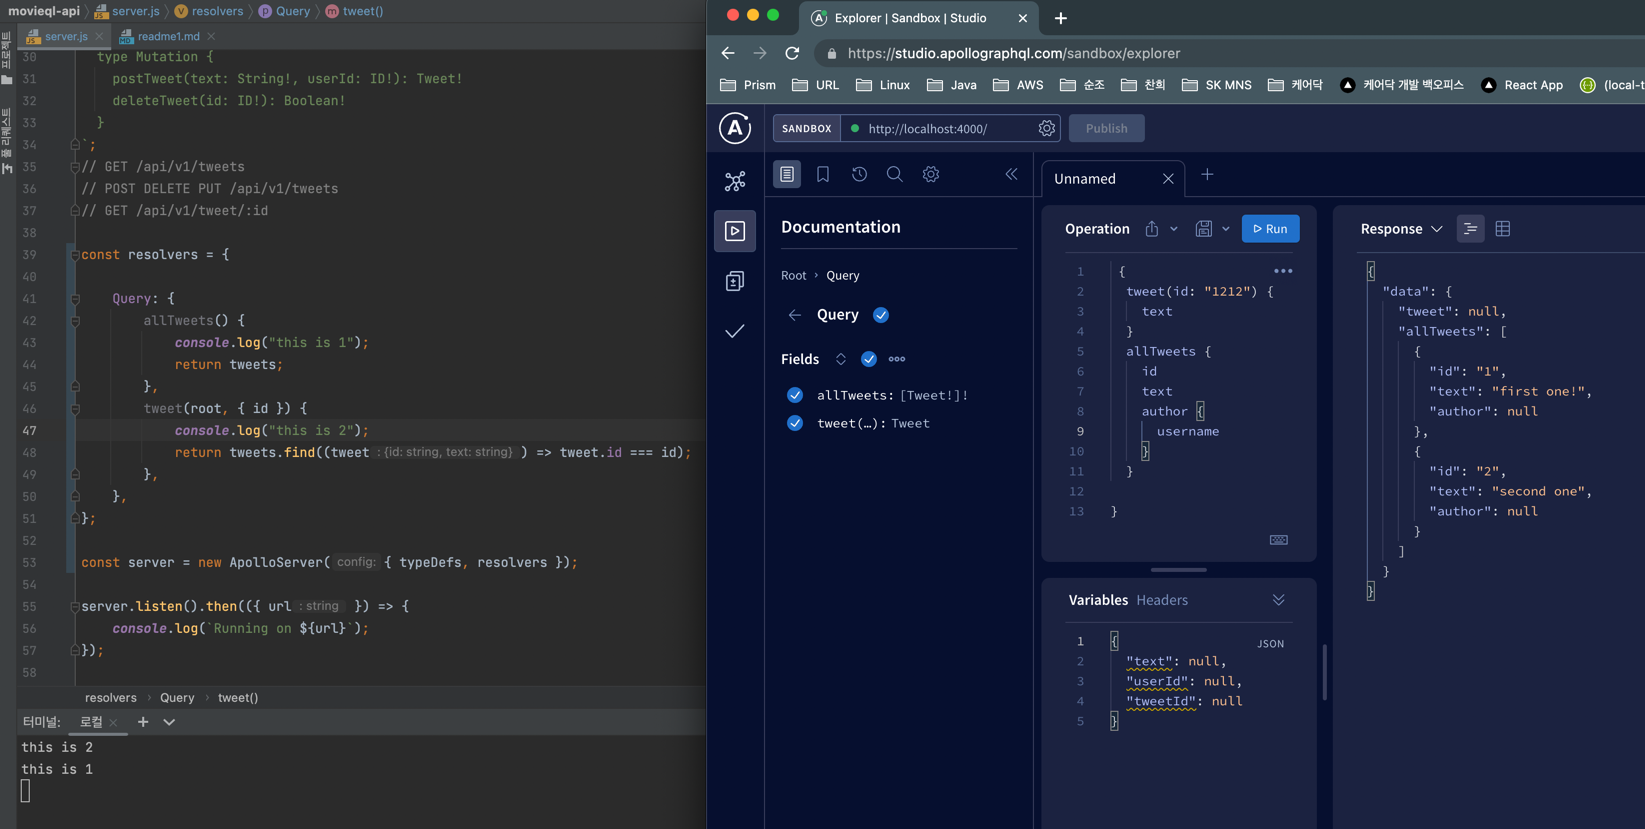 movieql-api server.js resolvers Query tweet()
server.js readme1.md
프로젝트
풀 리퀘스트
30 type Mutation {
31 postTweet(text: String!, userId: ID!): Tweet!
32 deleteTweet(id: ID!): Boolean!
33 }
34 `;
35 // GET /api/v1/tweets
36 // POST DELETE PUT /api/v1/tweets
37 // GET /api/v1/tweet/:id
38
39 const resolvers = {
40
41 Query: {
42 allTweets() {
43 console.log("this is 1");
44 return tweets;
45 },
46 tweet(root, { id }) {
47 console.log("this is 2");
48 return tweets.find((tweet : {id: string, text: string} ) => tweet.id === id);
49 },
50 },
51 };
52
53 const server = new ApolloServer( config: { typeDefs, resolvers });
54
55 server.listen().then(({ url : string }) => {
56 console.log(`Running on ${url}`);
57 });
58
resolvers Query tweet()
터미널: 로컬
this is 2
this is 1
Explorer | Sandbox | Studio
https://studio.apollographql.com/sandbox/explorer
Prism URL Linux Java AWS 순조 찬희 SK MNS 케어닥 케어닥 개발 백오피스 React App (local-t
SANDBOX http://localhost:4000/ Publish
Unnamed
Documentation
Root Query
Query
Fields
allTweets: [Tweet!]!
tweet(…): Tweet
Operation Run
1 {
2 tweet(id: "1212") {
3 text
4 }
5 allTweets {
6 id
7 text
8 author {
9 username
10 }
11 }
12
13 }
Variables Headers
JSON
1 {
2 "text": null,
3 "userId": null,
4 "tweetId": null
5 }
Response
{
"data": {
"tweet": null,
"allTweets": [
{
"id": "1",
"text": "first one!",
"author": null
},
{
"id": "2",
"text": "second one",
"author": null
}
]
}
}